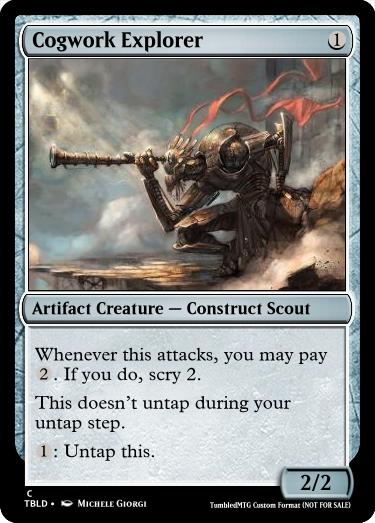 Cogwork Explorer 1
Artifact Creature — Construct Scout
Whenever this attacks, you may pay
2. If you do, scry 2.
This doesn't untap during your
untap step.
1: Untap this.
2/2
C
TBLD • Michele Giorgi
TumbledMTG Custom Format (NOT FOR SALE)